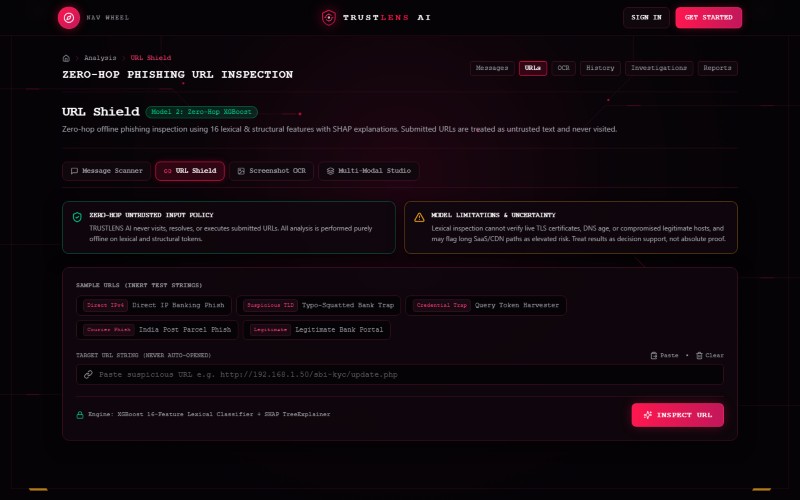 NAV WHEEL
TRUSTLENS AI
SIGN IN
GET STARTED
Analysis › URL Shield
ZERO-HOP PHISHING URL INSPECTION
Messages
URLs
OCR
History
Investigations
Reports
URL Shield
Model 2: Zero-Hop XGBoost
Zero-hop offline phishing inspection using 16 lexical & structural features with SHAP explanations. Submitted URLs are treated as untrusted text and never visited.
Message Scanner
URL Shield
Screenshot OCR
Multi-Modal Studio
ZERO-HOP UNTRUSTED INPUT POLICY
TRUSTLENS AI never visits, resolves, or executes submitted URLs. All analysis is performed purely
offline on lexical and structural tokens.
MODEL LIMITATIONS & UNCERTAINTY
Lexical inspection cannot verify live TLS certificates, DNS age, or compromised legitimate hosts, and
may flag long SaaS/CDN paths as elevated risk. Treat results as decision support, not absolute proof.
SAMPLE URLS (INERT TEST STRINGS)
Direct IPv4 Direct IP Banking Phish
Suspicious TLD Typo-Squatted Bank Trap
Credential Trap Query Token Harvester
Courier Phish India Post Parcel Phish
Legitimate Legitimate Bank Portal
TARGET URL STRING (NEVER AUTO-OPENED)
Paste • Clear
Paste suspicious URL e.g. http://192.168.1.50/sbi-kyc/update.php
Engine: XGBoost 16-Feature Lexical Classifier + SHAP TreeExplainer
INSPECT URL